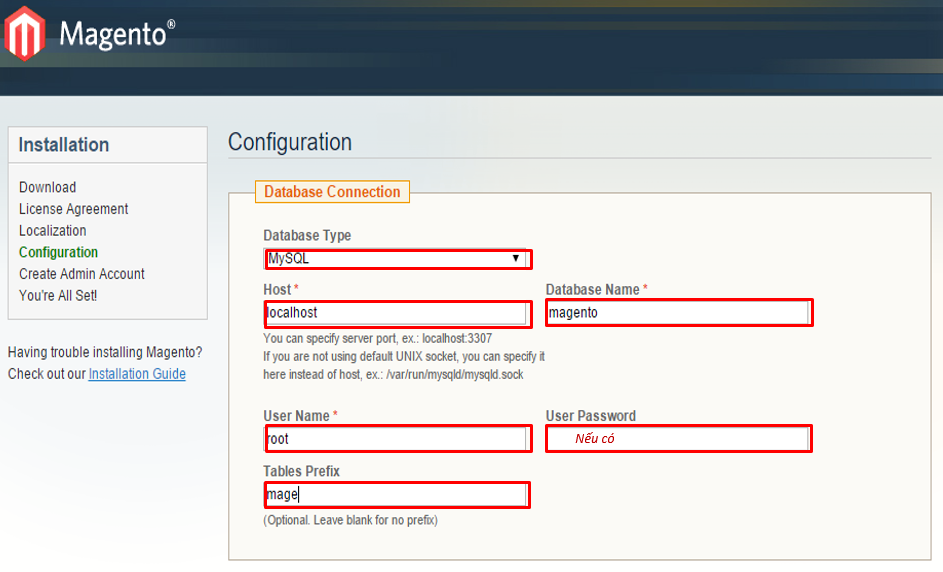 Magento®
Installation
Download
License Agreement
Localization
Configuration
Create Admin Account
You're All Set!
Having trouble installing Magento?
Check out our Installation Guide
Configuration
Database Connection
Database Type
MySQL
Host *
localhost
Database Name *
magento
You can specify server port, ex.: localhost:3307
If you are not using default UNIX socket, you can specify it
here instead of host, ex.: /var/run/mysqld/mysqld.sock
User Name *
root
User Password
Nếu có
Tables Prefix
mage
(Optional. Leave blank for no prefix)